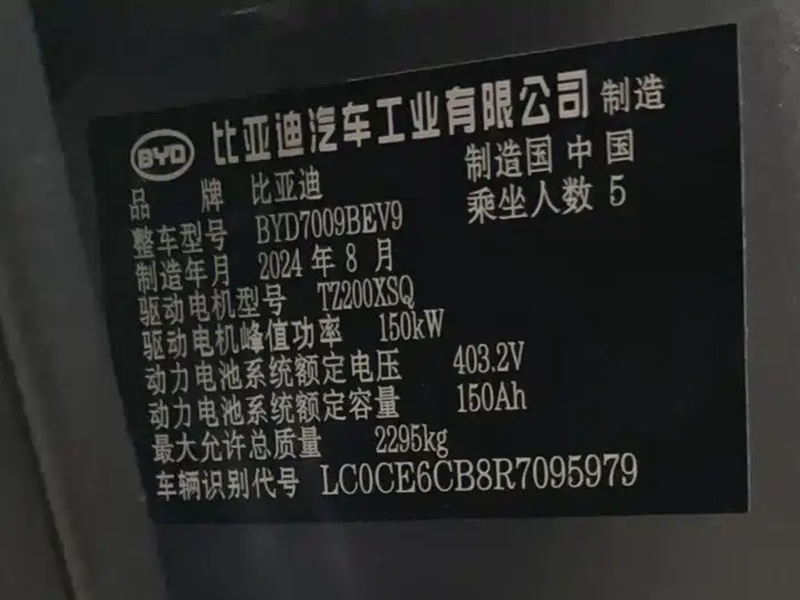 BYD 比亚迪汽车工业有限公司 制造
品牌 比亚迪 制造国 中国
整车型号 BYD7009BEV9 乘坐人数 5
制造年月 2024 年 8 月
驱动电机型号 TZ200XSQ
驱动电机峰值功率 150kW
动力电池系统额定电压 403.2V
动力电池系统额定容量 150Ah
最大允许总质量 2295kg
车辆识别代号 LC0CE6CB8R7095979